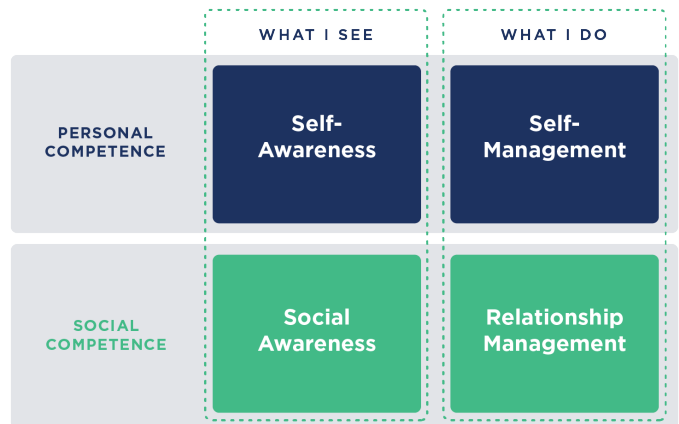 WHAT I SEE
WHAT I DO
PERSONAL
COMPETENCE
Self-
Awareness
Self-
Management
SOCIAL
COMPETENCE
Social
Awareness
Relationship
Management